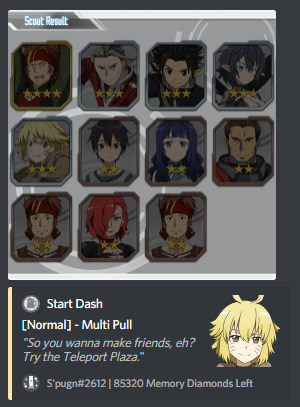 Scout Result
Start Dash
[Normal] - Multi Pull
"So you wanna make friends, eh?
Try the Teleport Plaza."
S'pugn#2612 | 85320 Memory Diamonds Left